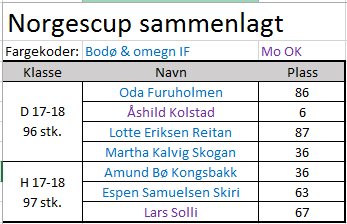 Norgescup sammenlagt
Fargekoder: Bodø & omegn IF Mo OK
Klasse Navn Plass
D 17-18
96 stk.
Oda Furuholmen 86
Åshild Kolstad 6
Lotte Eriksen Reitan 87
Martha Kalvig Skogan 36
H 17-18
97 stk.
Amund Bø Kongsbakk 36
Espen Samuelsen Skiri 63
Lars Solli 67